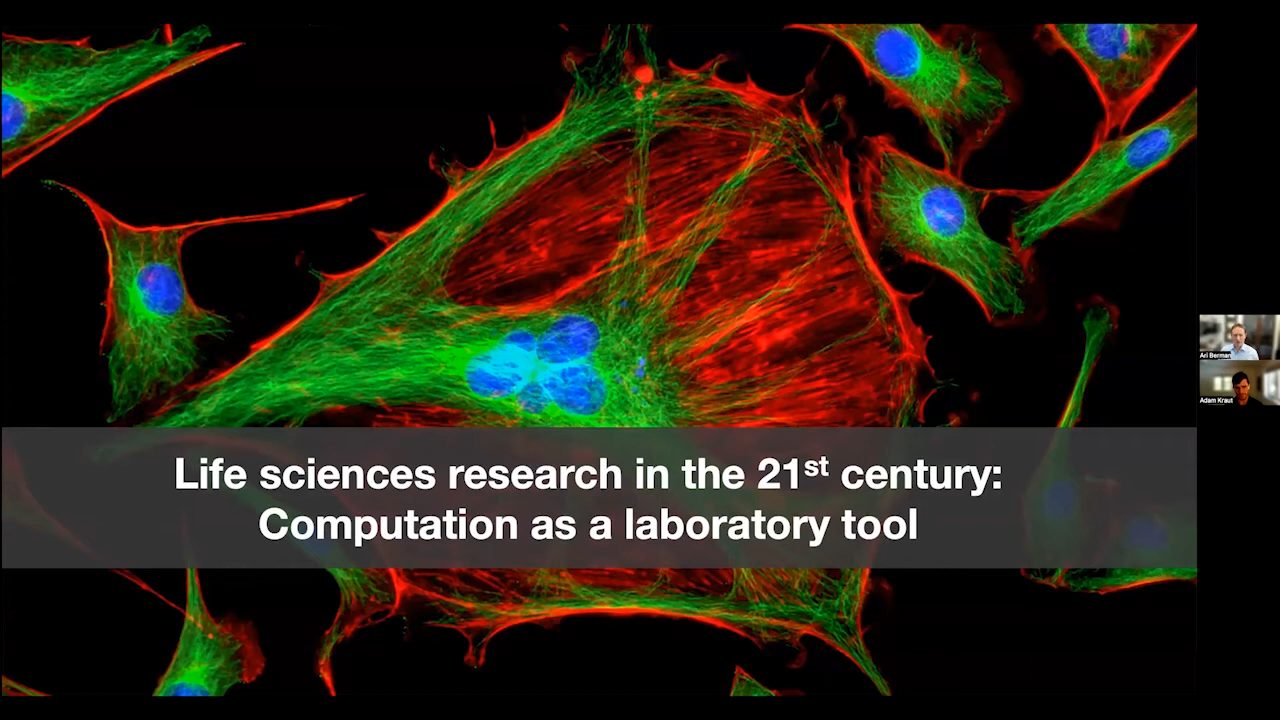 Life sciences research in the 21st century:
Computation as a laboratory tool
Ari Berman
Adam Kraut